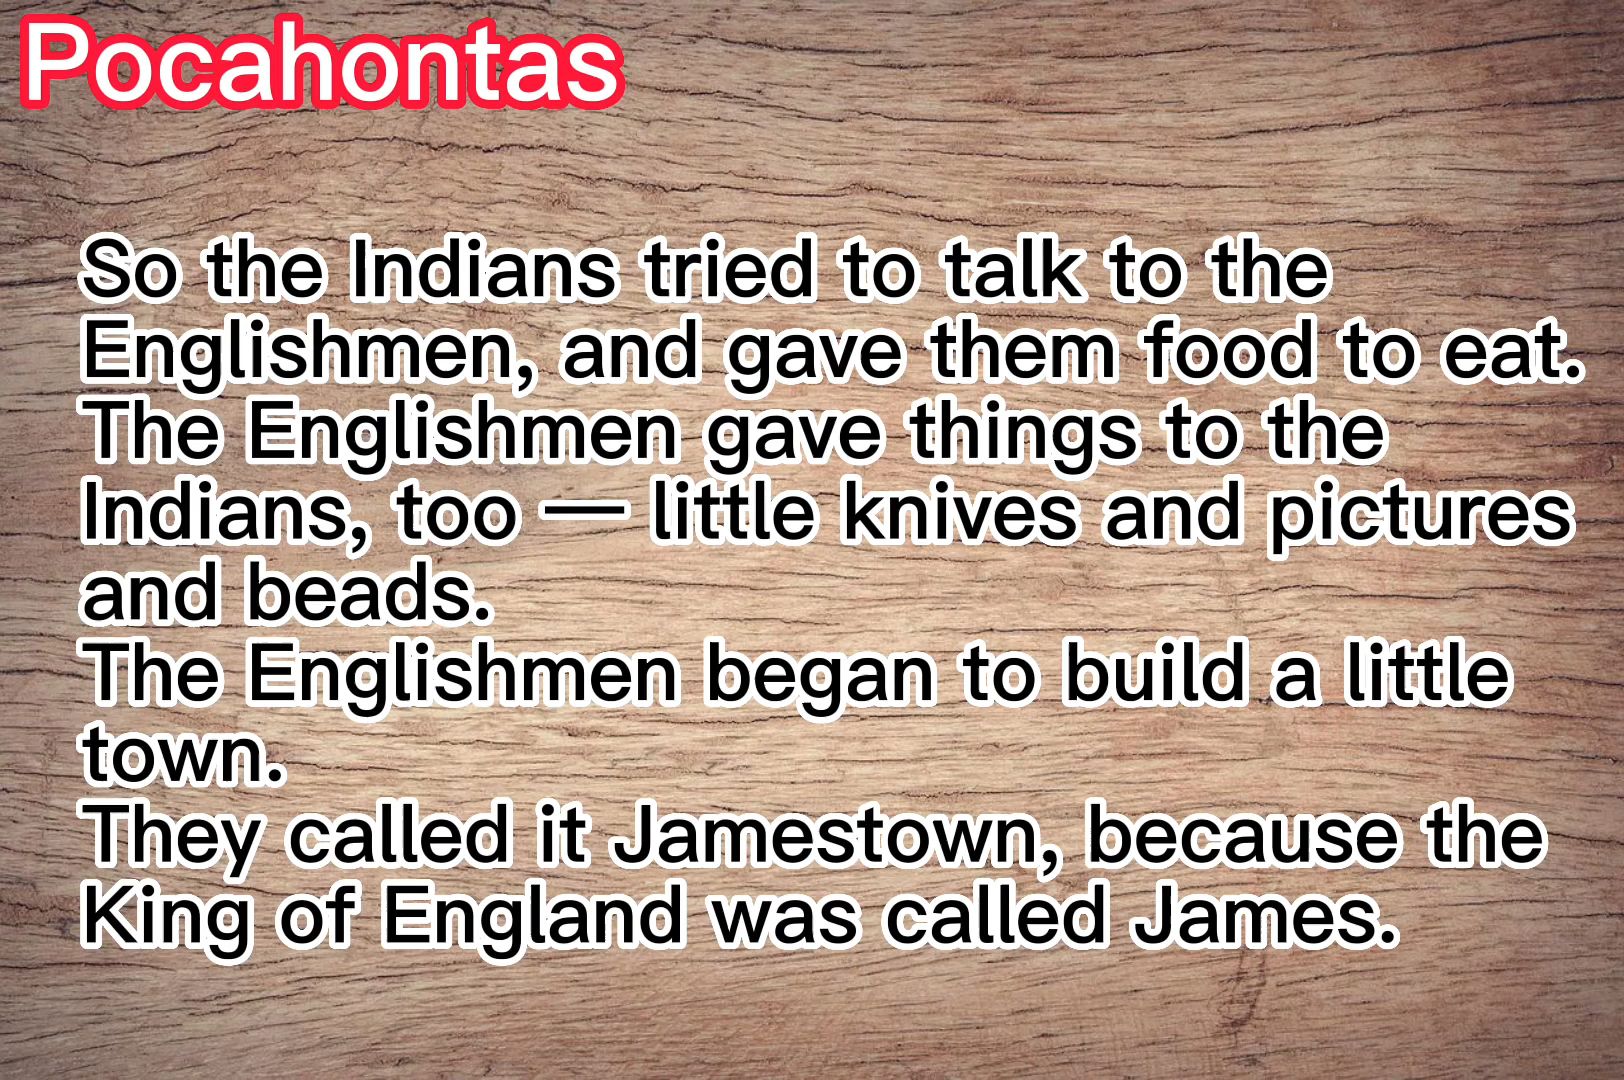 Pocahontas
So the Indians tried to talk to the
Englishmen, and gave them food to eat.
The Englishmen gave things to the
Indians, too — little knives and pictures
and beads.
The Englishmen began to build a little
town.
They called it Jamestown, because the
King of England was called James.